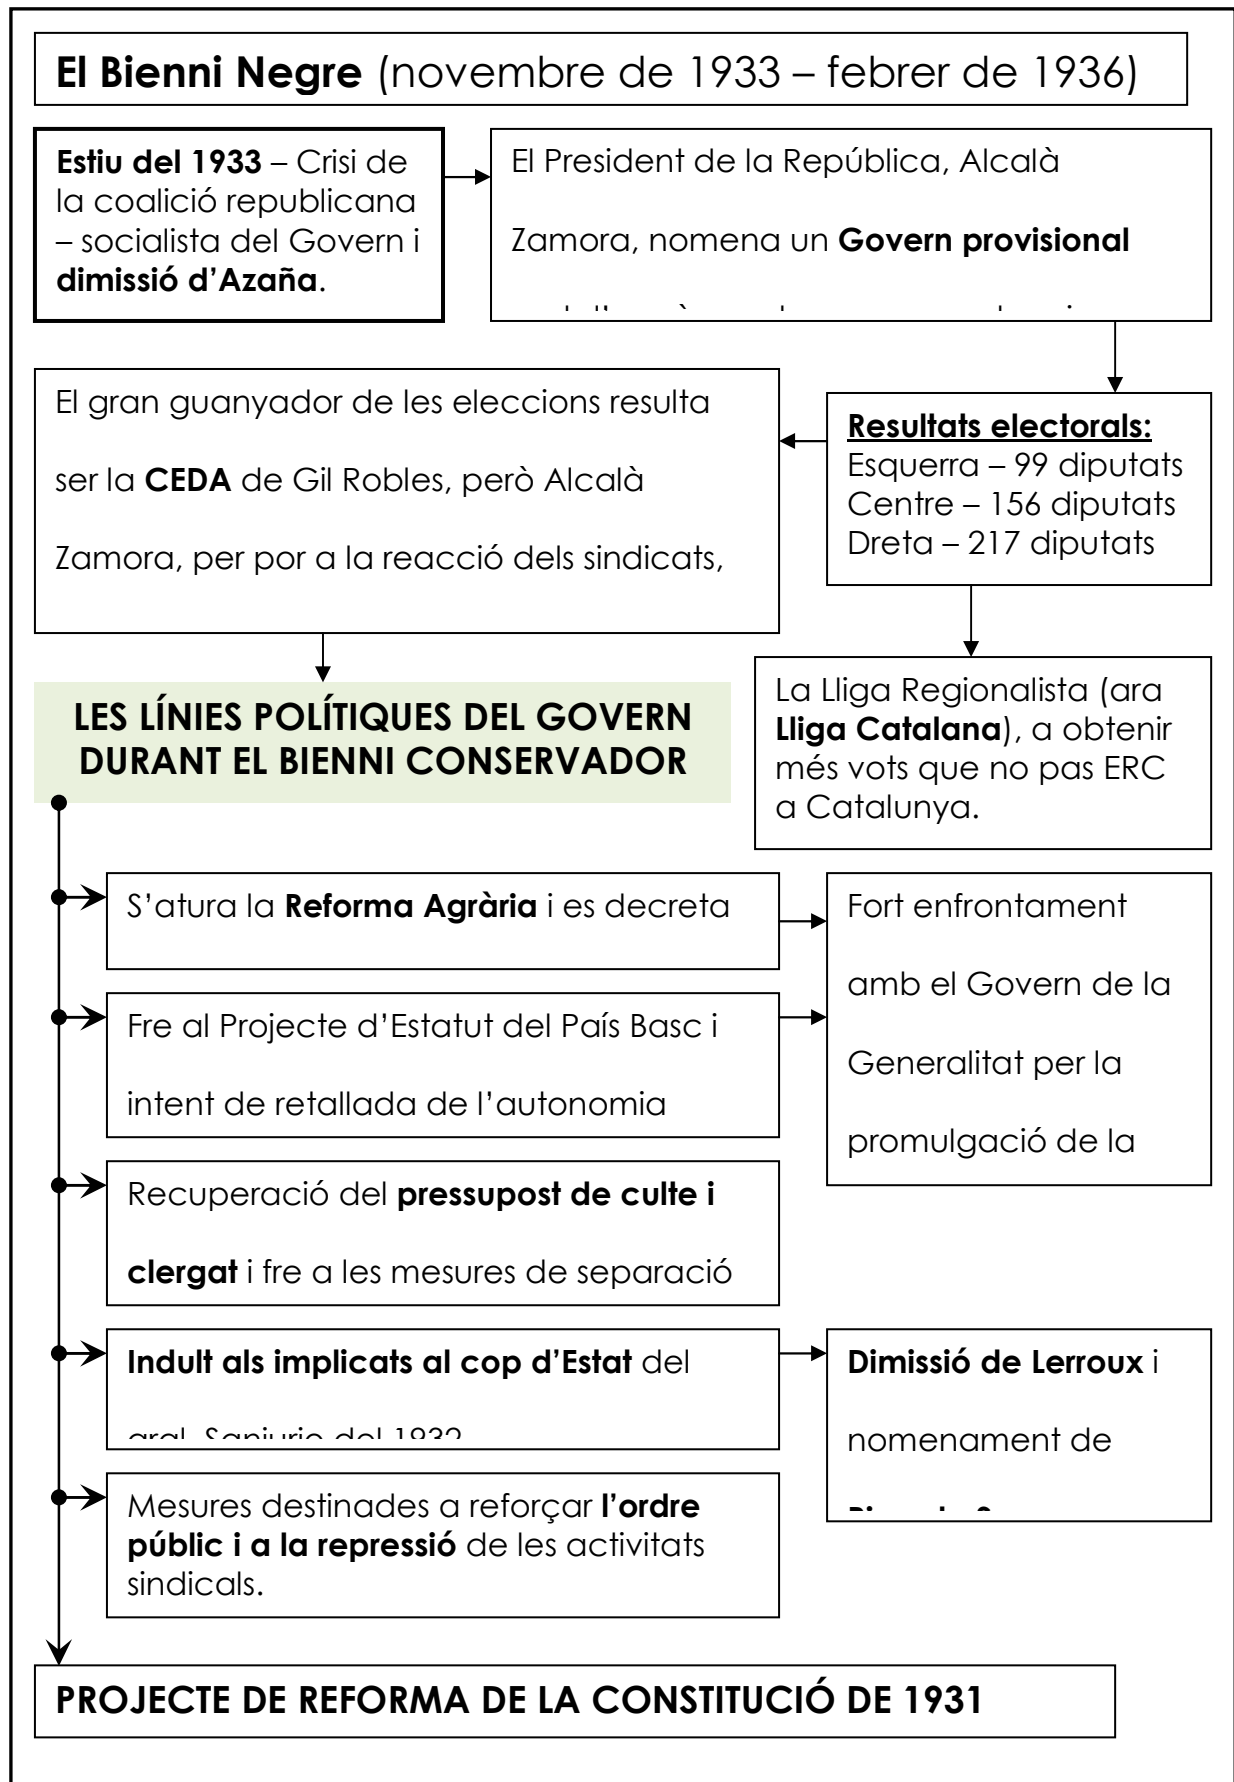 El Bienni Negre (novembre de 1933 – febrer de 1936)
Estiu del 1933 – Crisi de
la coalició republicana
– socialista del Govern i
dimissió d’Azaña.
El President de la República, Alcalà
Zamora, nomena un Govern provisional
Resultats electorals:
Esquerra – 99 diputats
Centre – 156 diputats
Dreta – 217 diputats
El gran guanyador de les eleccions resulta
ser la CEDA de Gil Robles, però Alcalà
Zamora, per por a la reacció dels sindicats,
La Lliga Regionalista (ara
Lliga Catalana), a obtenir
més vots que no pas ERC
a Catalunya.
LES LÍNIES POLÍTIQUES DEL GOVERN
DURANT EL BIENNI CONSERVADOR
S’atura la Reforma Agrària i es decreta
Fre al Projecte d’Estatut del País Basc i
intent de retallada de l’autonomia
Fort enfrontament
amb el Govern de la
Generalitat per la
promulgació de la
Recuperació del pressupost de culte i
clergat i fre a les mesures de separació
Indult als implicats al cop d’Estat del
gral. Sanjurjo del 1932
Dimissió de Lerroux i
nomenament de
Mesures destinades a reforçar l’ordre
públic i a la repressió de les activitats
sindicals.
PROJECTE DE REFORMA DE LA CONSTITUCIÓ DE 1931